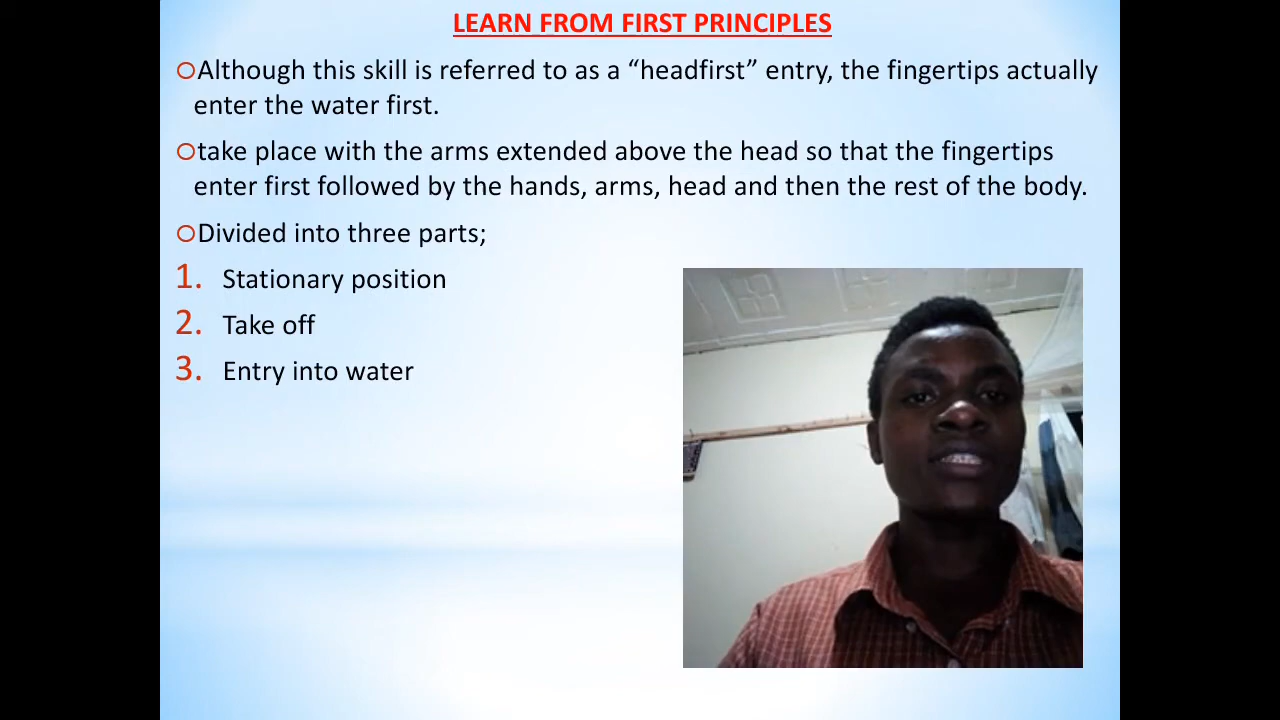 LEARN FROM FIRST PRINCIPLES
Although this skill is referred to as a “headfirst” entry, the fingertips actually
enter the water first.
take place with the arms extended above the head so that the fingertips
enter first followed by the hands, arms, head and then the rest of the body.
Divided into three parts;
1. Stationary position
2. Take off
3. Entry into water